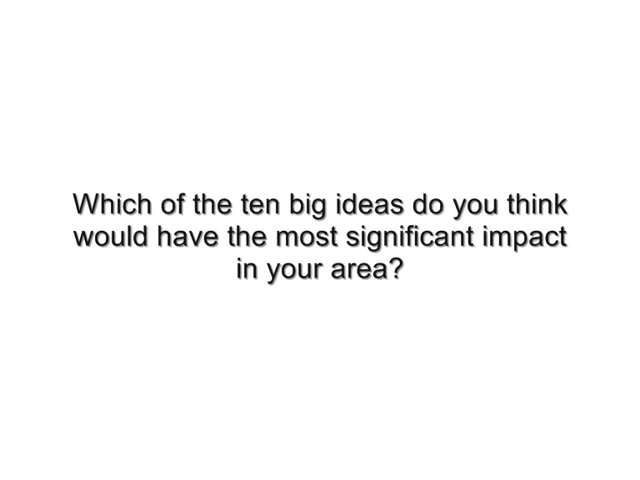 Which of the ten big ideas do you think
would have the most significant impact
in your area?